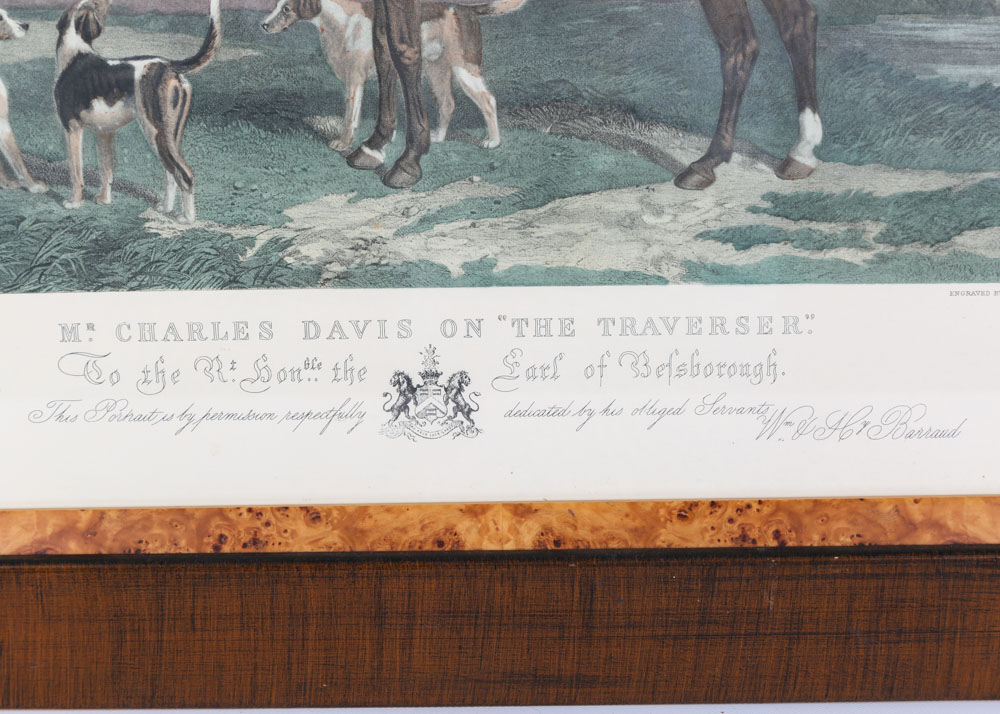 ENGRAVED
MR. CHARLES DAVIS ON "THE TRAVERSER."
To the Rt. Honble. the Earl of Beſsborough.
This Portrait, is by permission respectfully dedicated by his obliged Servants,
Wm. & Hy. Barraud